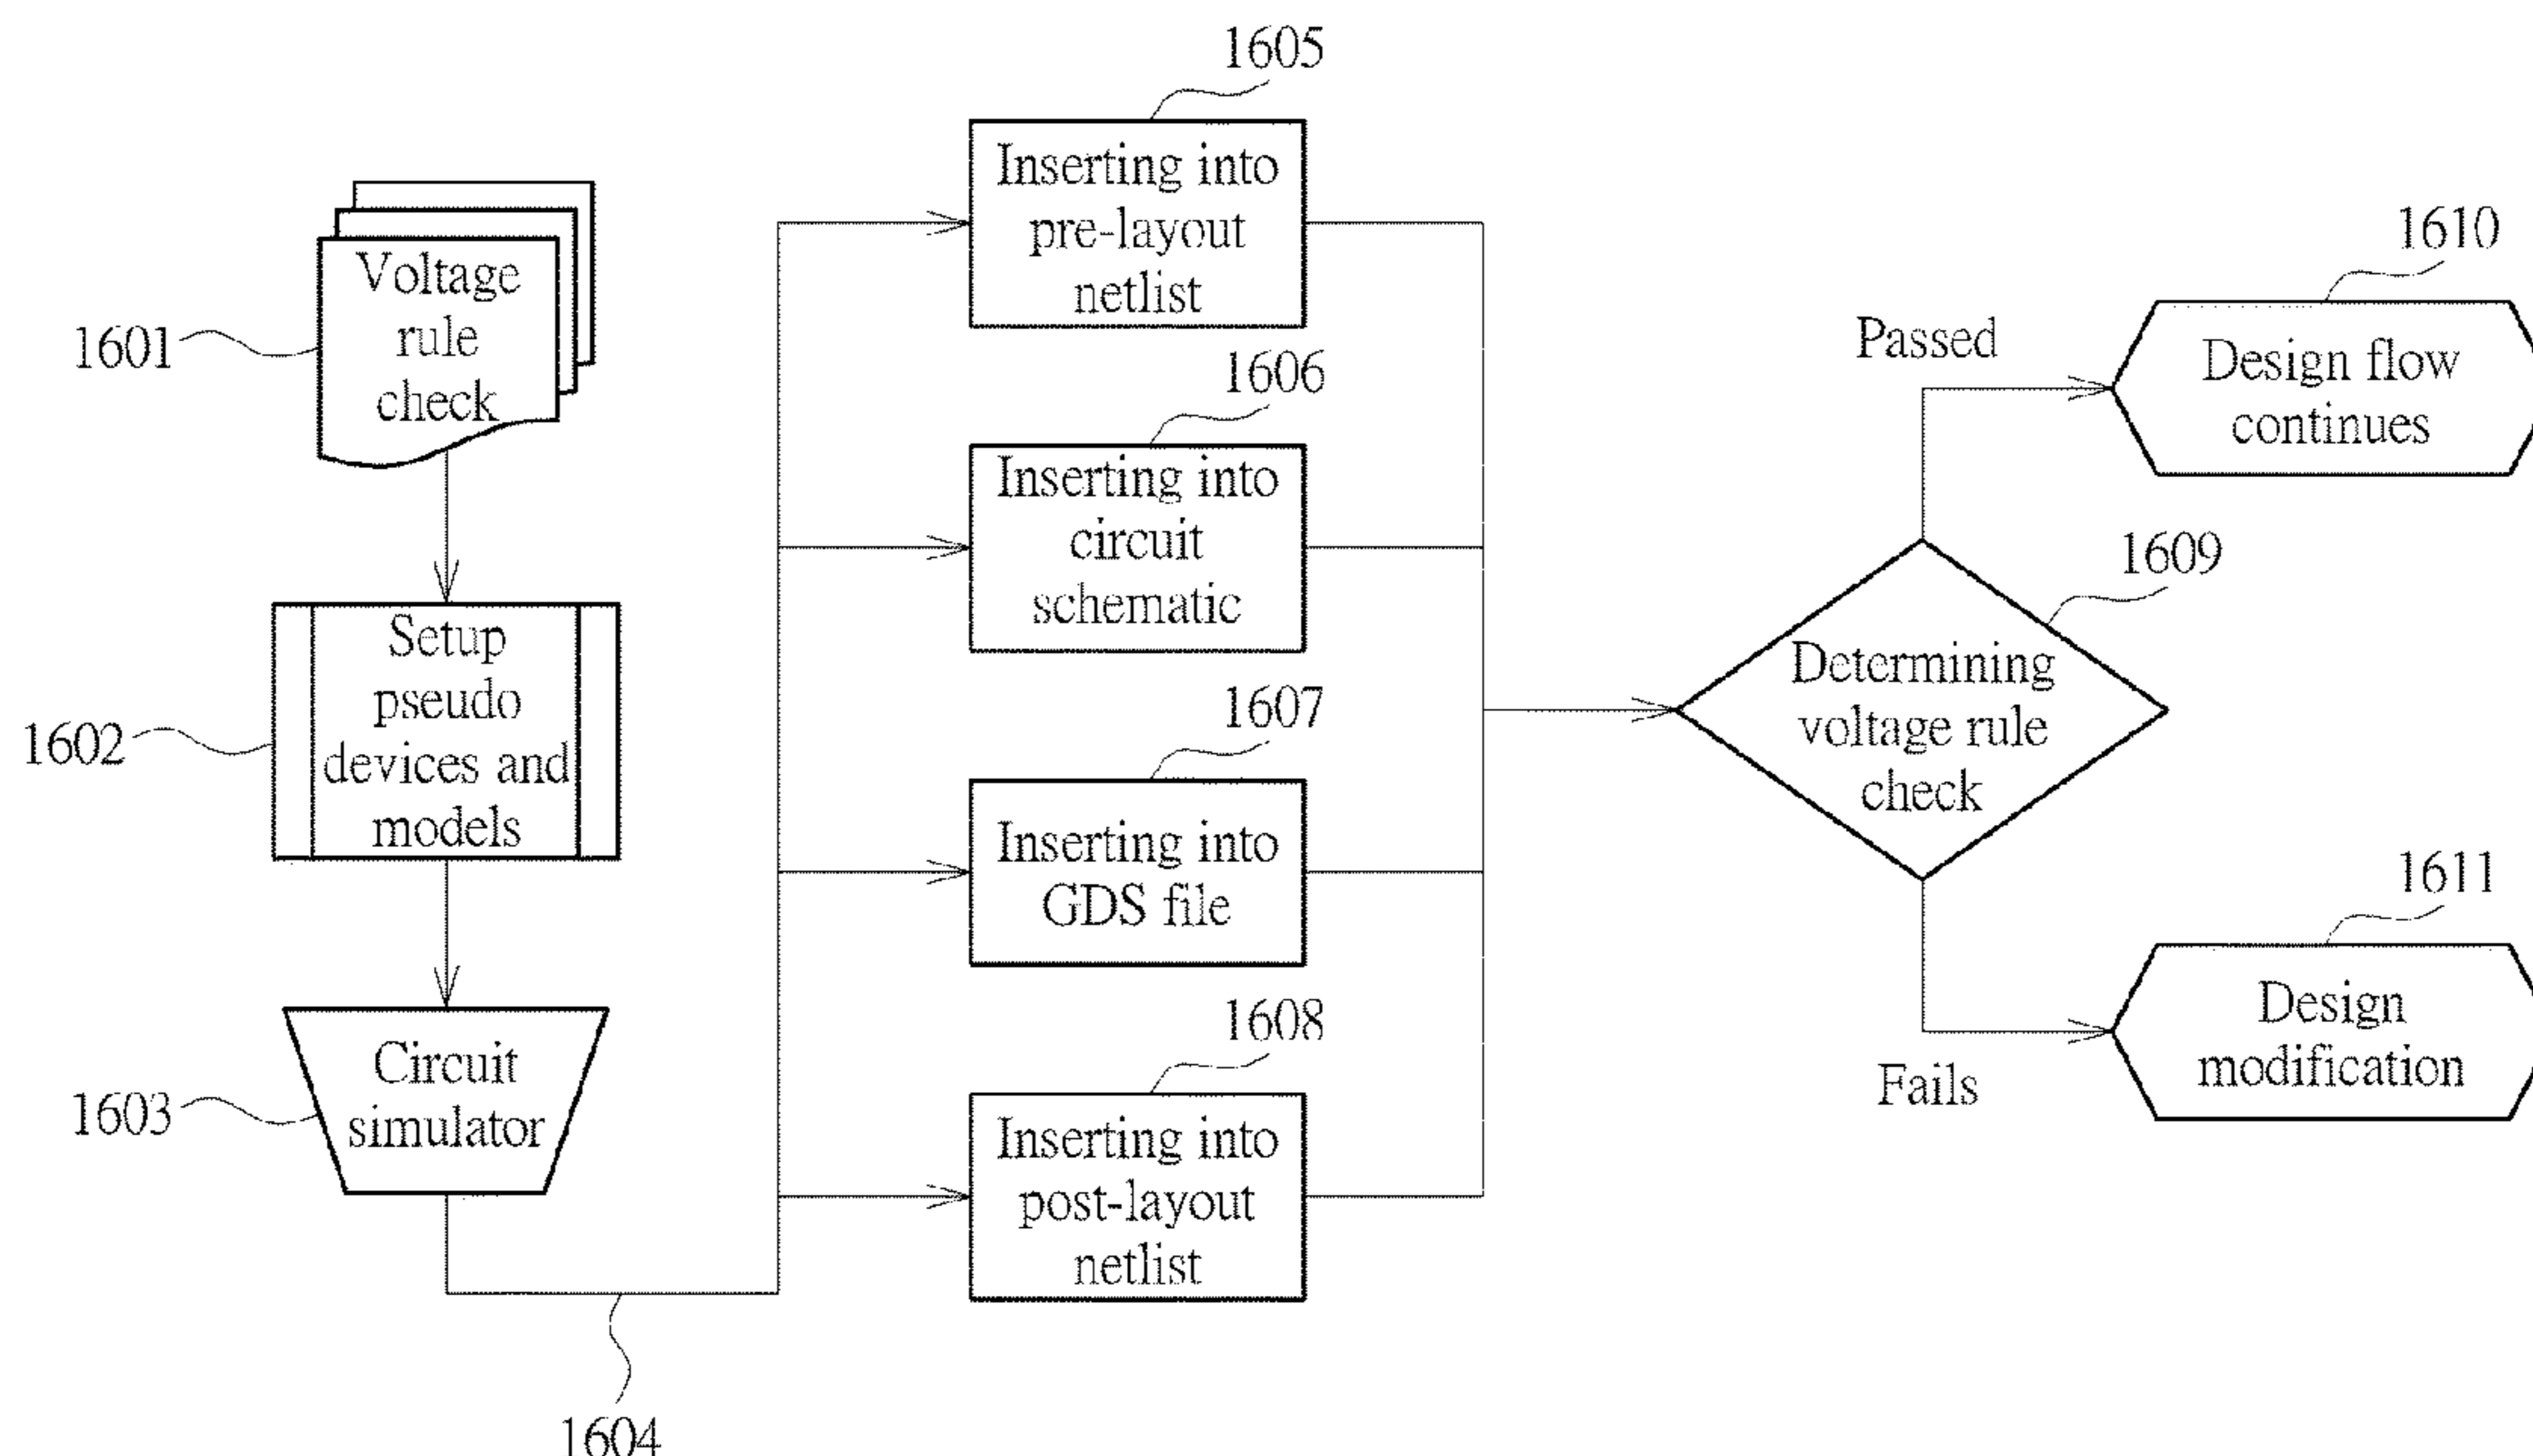 1601
Voltage
rule
check
1602
Setup
pseudo
devices and
models
1603
Circuit
simulator
1604
1605
Inserting into
pre-layout
netlist
1606
Inserting into
circuit
schematic
1607
Inserting into
GDS file
1608
Inserting into
post-layout
netlist
1609
Determining
voltage rule
check
Passed
1610
Design flow
continues
Fails
1611
Design
modification